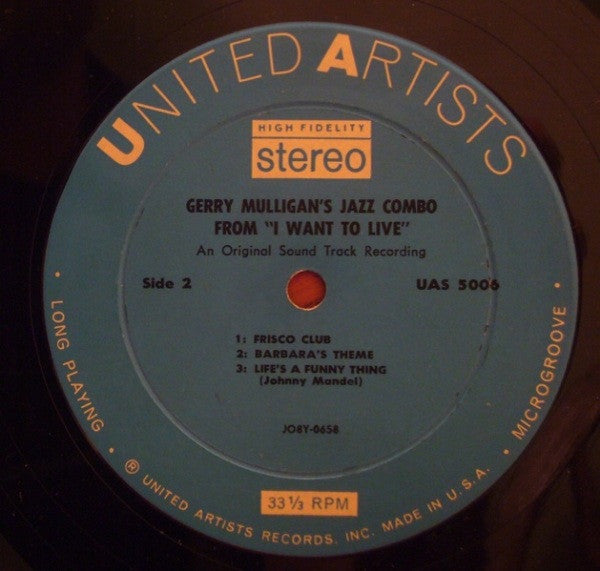 UNITED ARTISTS
HIGH FIDELITY
stereo
GERRY MULLIGAN'S JAZZ COMBO
FROM "I WANT TO LIVE"
An Original Sound Track Recording
Side 2
UAS 5006
1: FRISCO CLUB
2: BARBARA'S THEME
3: LIFE'S A FUNNY THING
(Johnny Mandel)
JO8Y-0658
33 1/3 RPM
• LONG PLAYING • ® UNITED ARTISTS RECORDS, INC. MADE IN U.S.A. • MICROGROOVE •